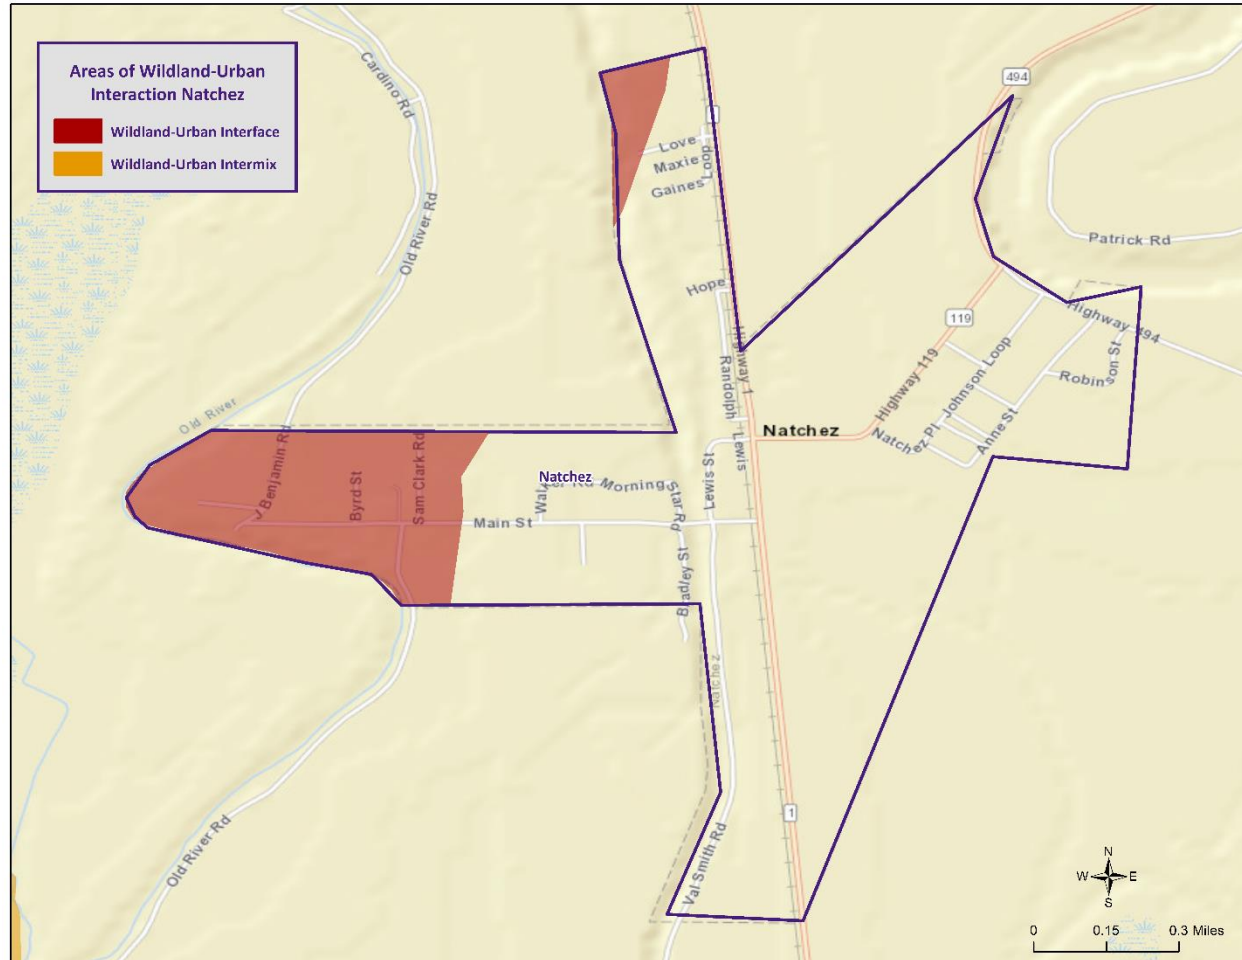 Areas of Wildland-Urban
Interaction Natchez
Wildland-Urban Interface
Wildland-Urban Intermix
Cardino Rd
494
Love
Maxie
Gaines
Loop
Old River Rd
Patrick Rd
Hope
Highway 494
119
Highway 1
Highway 119
Johnson Loop
Robinson St
Randolph
Old River
Lewis
Natchez
Natchez Pl
Anne St
J Benjamin Rd
Byrd St
Sam Clark Rd
Natchez
Morning Star Rd
Lewis St
Main St
Bradley St
Natchez
Old River Rd
1
Val Smith Rd
N
W E
S
0 0.15 0.3 Miles